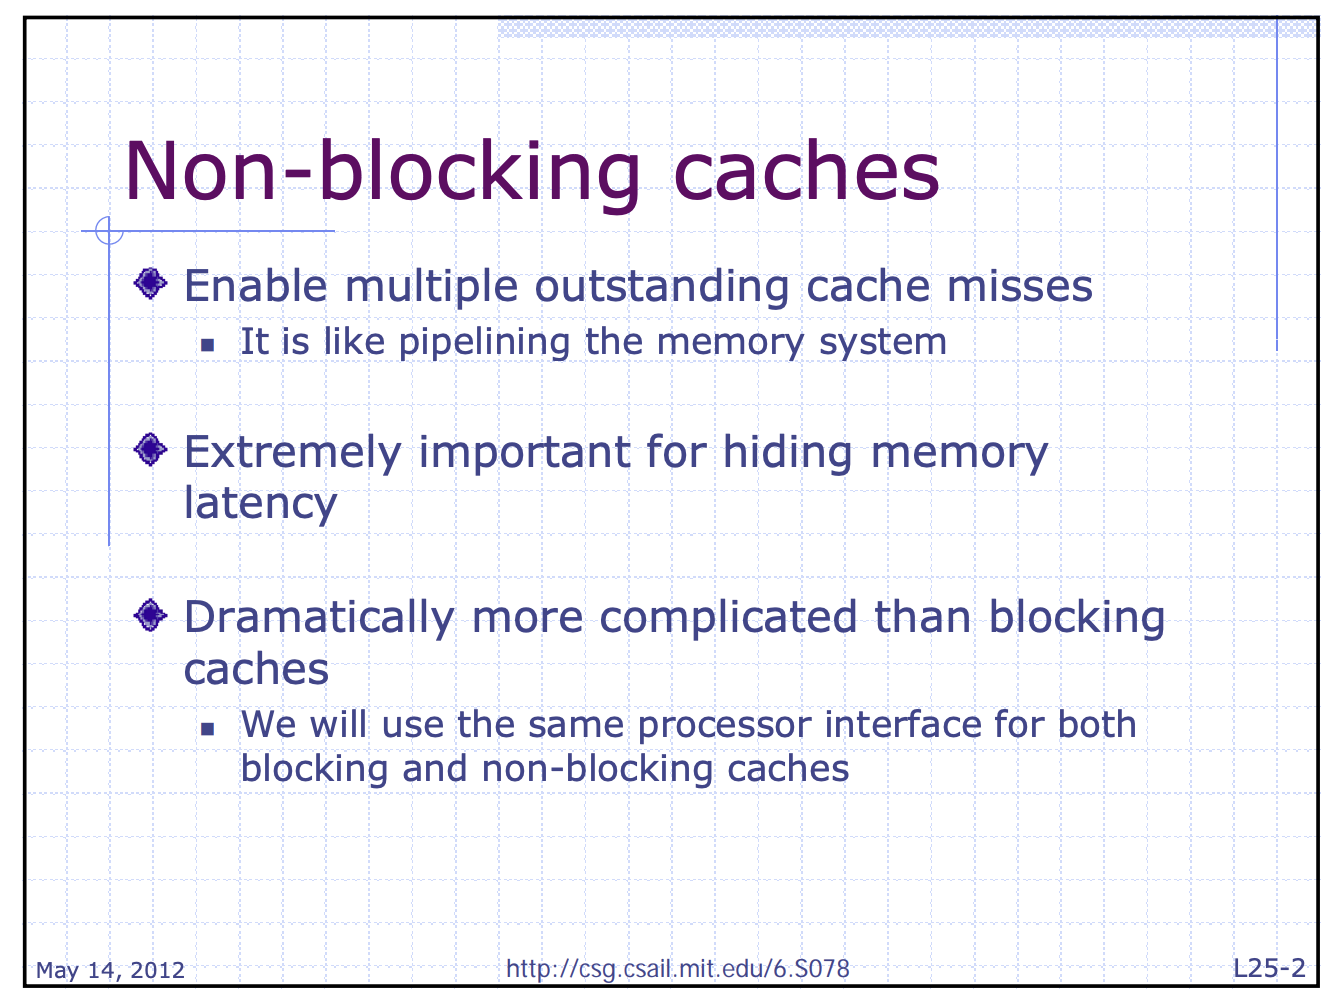 Non-blocking caches
Enable multiple outstanding cache misses
It is like pipelining the memory system
Extremely important for hiding memory
latency
Dramatically more complicated than blocking
caches
We will use the same processor interface for both
blocking and non-blocking caches
May 14, 2012
http://csg.csail.mit.edu/6.S078
L25-2